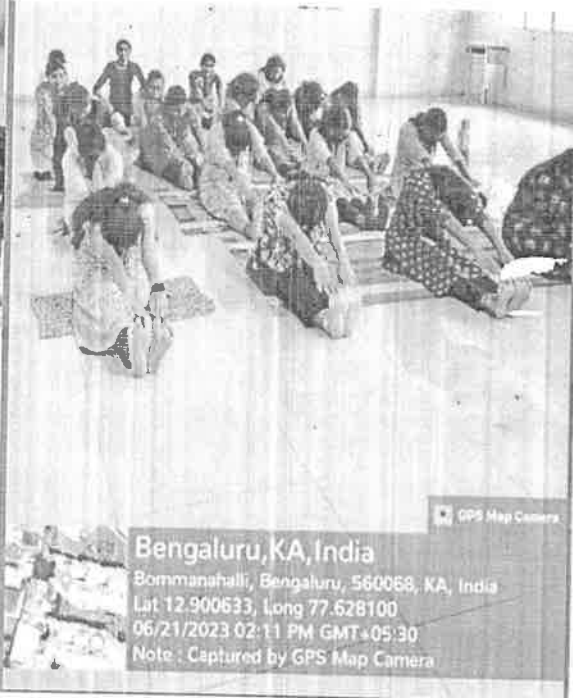 GPS Map Camera
Bengaluru,KA,India
Bommanahalli, Bengaluru, 560068, KA, India
Lat 12.900633, Long 77.628100
06/21/2023 02:11 PM GMT+05:30
Note : Captured by GPS Map Camera